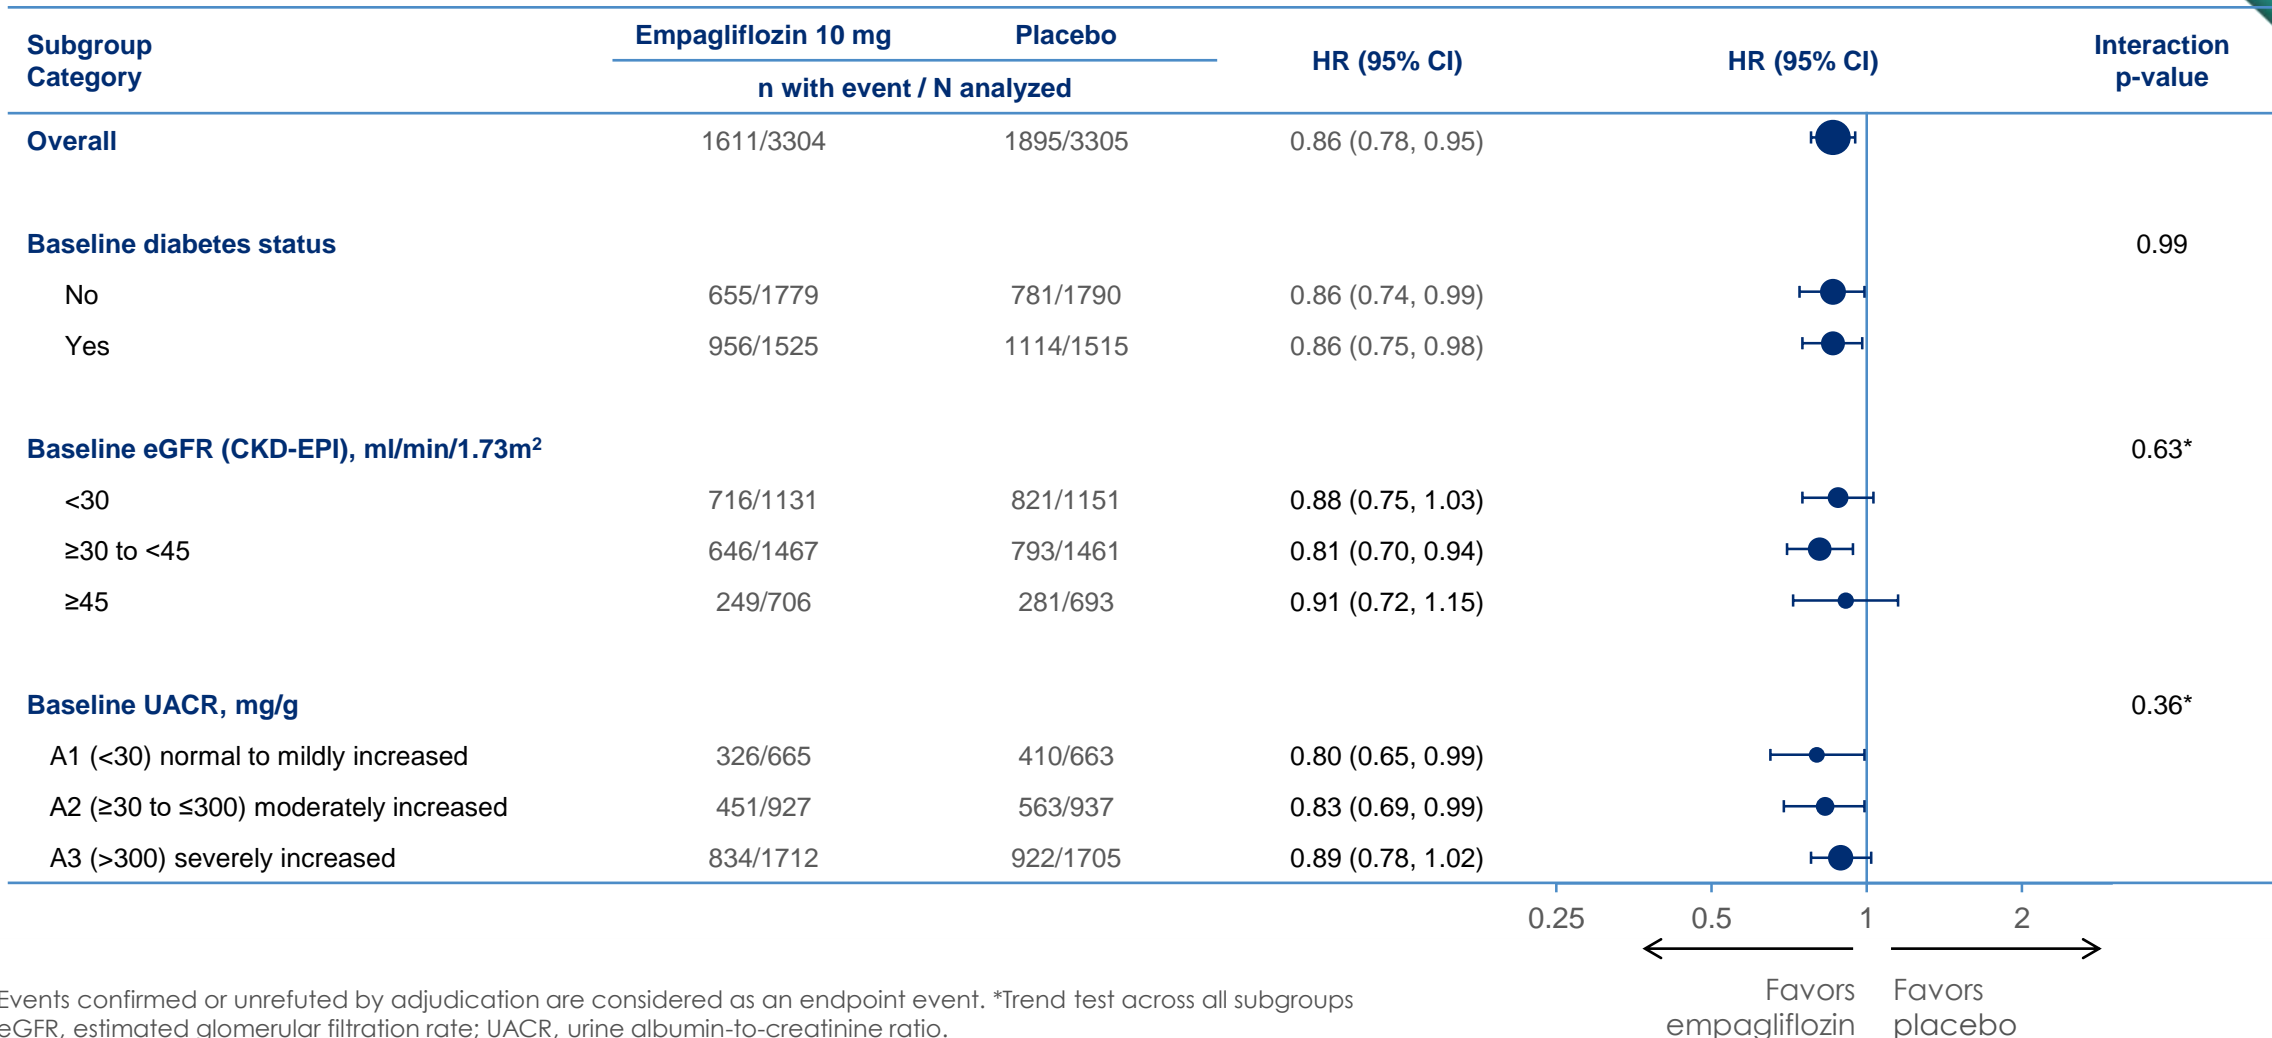 Subgroup Category Empagliflozin 10 mg Placebo HR (95% CI) HR (95% CI) Interaction p-value
n with event / N analyzed
Overall 1611/3304 1895/3305 0.86 (0.78, 0.95)
Baseline diabetes status 0.99
No 655/1779 781/1790 0.86 (0.74, 0.99)
Yes 956/1525 1114/1515 0.86 (0.75, 0.98)
Baseline eGFR (CKD-EPI), ml/min/1.73m² 0.63*
<30 716/1131 821/1151 0.88 (0.75, 1.03)
≥30 to <45 646/1467 793/1461 0.81 (0.70, 0.94)
≥45 249/706 281/693 0.91 (0.72, 1.15)
Baseline UACR, mg/g 0.36*
A1 (<30) normal to mildly increased 326/665 410/663 0.80 (0.65, 0.99)
A2 (≥30 to ≤300) moderately increased 451/927 563/937 0.83 (0.69, 0.99)
A3 (>300) severely increased 834/1712 922/1705 0.89 (0.78, 1.02)
0.25 0.5 1 2
Favors empagliflozin
Favors placebo
Events confirmed or unrefuted by adjudication are considered as an endpoint event. *Trend test across all subgroups
eGFR, estimated glomerular filtration rate; UACR, urine albumin-to-creatinine ratio.